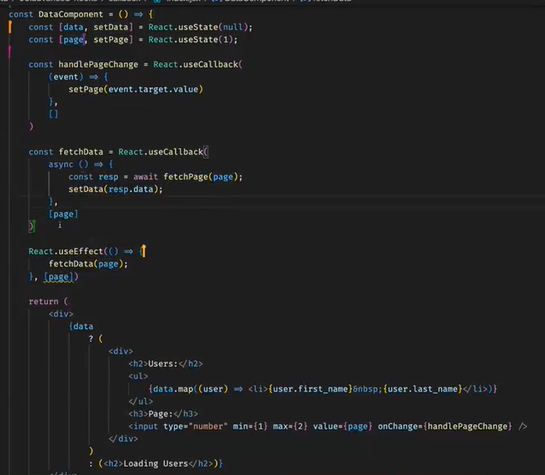 const DataComponent = () => {
const [data, setData] = React.useState(null);
const [page, setPage] = React.useState(1);
const handlePageChange = React.useCallback(
(event) => {
setPage(event.target.value)
},
[]
)
const fetchData = React.useCallback(
async () => {
const resp = await fetchPage(page);
setData(resp.data);
},
[page]
)
React.useEffect(() => {
fetchData(page);
}, [page])
return (
<div>
{data
? (
<div>
<h2>Users:</h2>
<ul>
{data.map((user) => <li>{user.first_name}&nbsp;{user.last_name}</li>)}
</ul>
<h3>Page:</h3>
<input type="number" min={1} max={2} value={page} onChange={handlePageChange} />
</div>
)
: (<h2>Loading Users</h2>)}